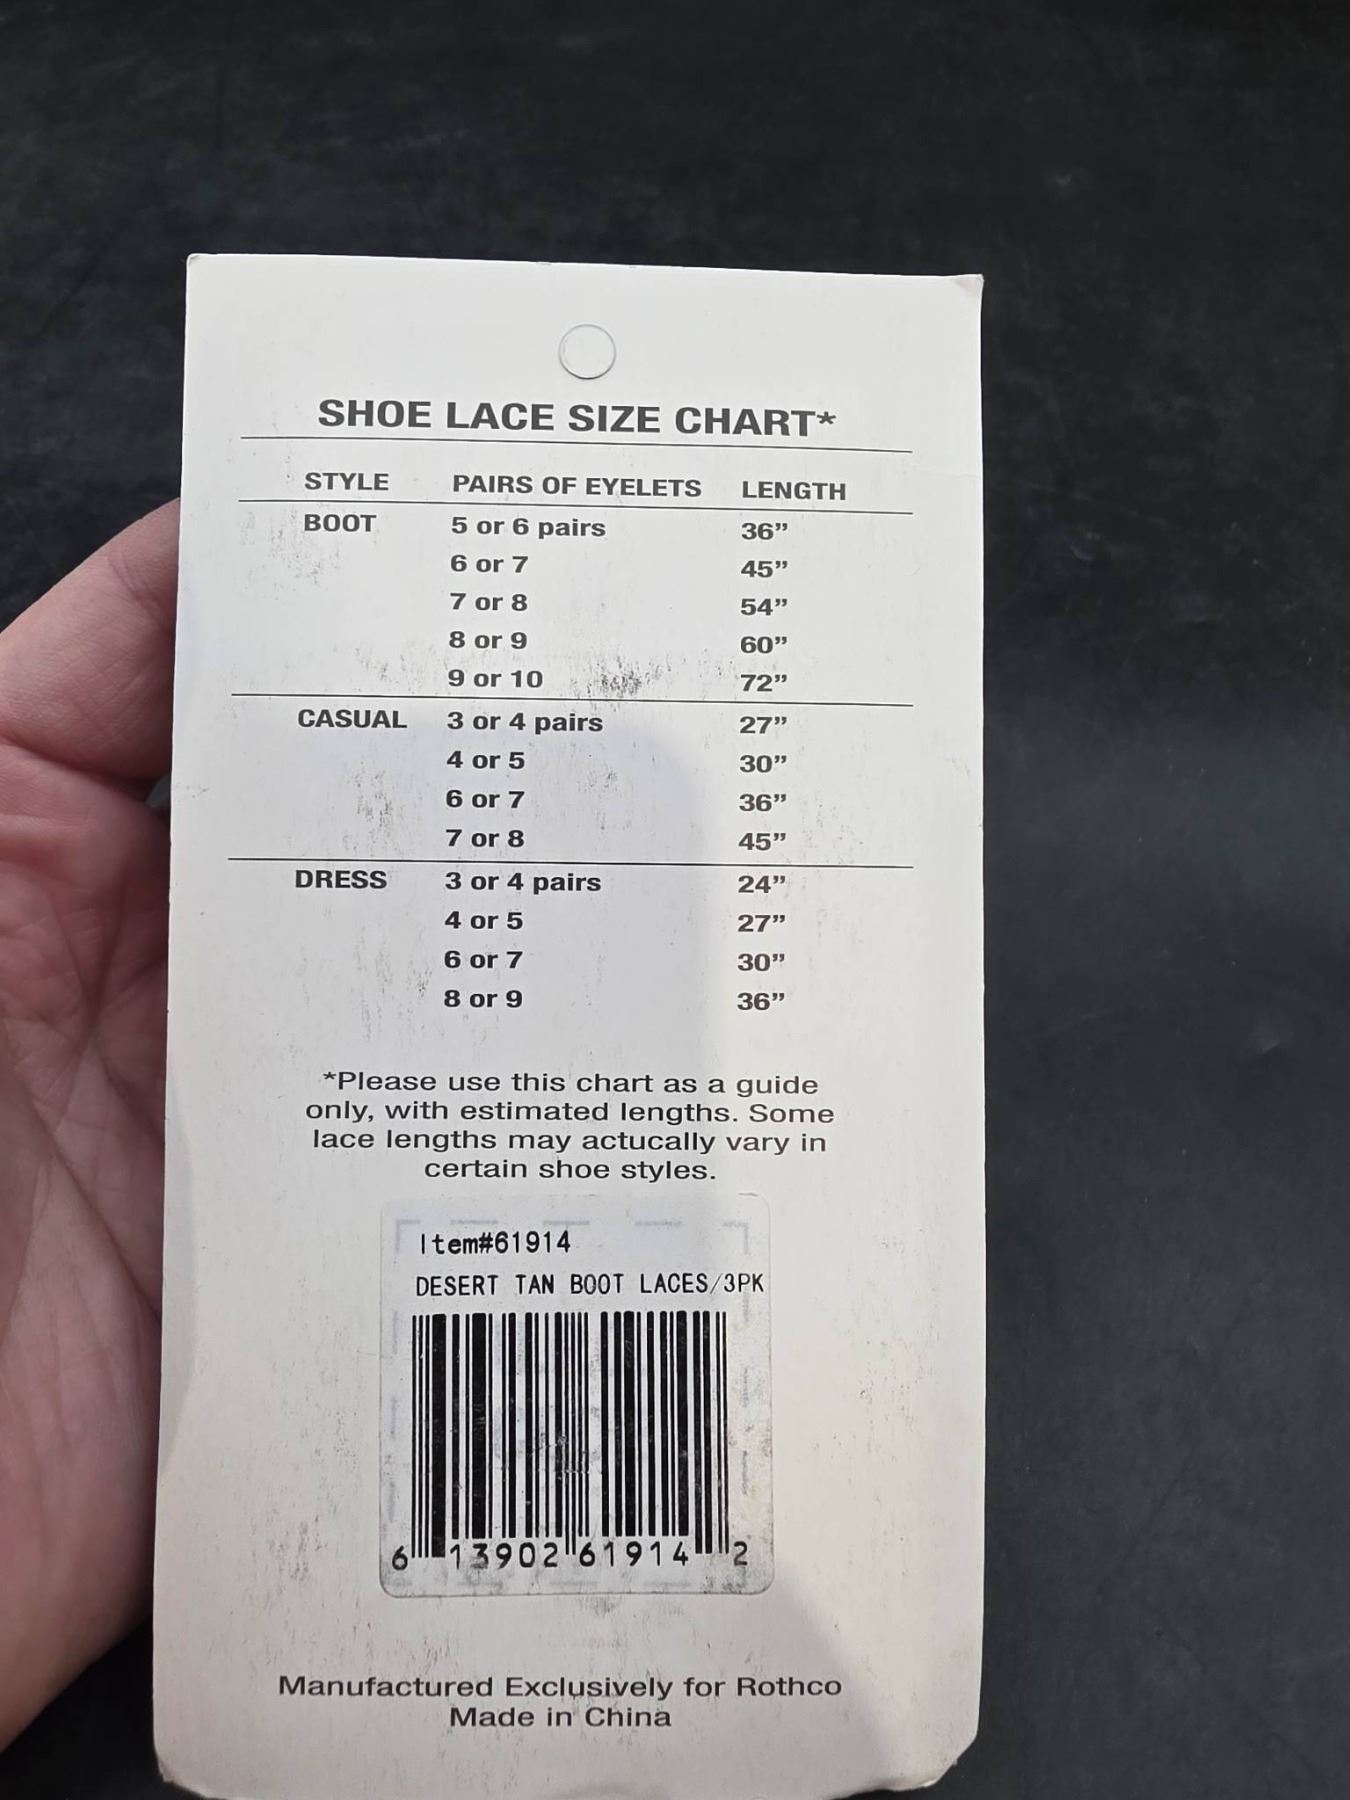 SHOE LACE SIZE CHART*
STYLE PAIRS OF EYELETS LENGTH
BOOT 5 or 6 pairs 36”
6 or 7 45”
7 or 8 54”
8 or 9 60”
9 or 10 72”
CASUAL 3 or 4 pairs 27”
4 or 5 30”
6 or 7 36”
7 or 8 45”
DRESS 3 or 4 pairs 24”
4 or 5 27”
6 or 7 30”
8 or 9 36”
*Please use this chart as a guide
only, with estimated lengths. Some
lace lengths may actucally vary in
certain shoe styles.
Item#61914
DESERT TAN BOOT LACES/3PK
6 13902 61914 2
Manufactured Exclusively for Rothco
Made in China